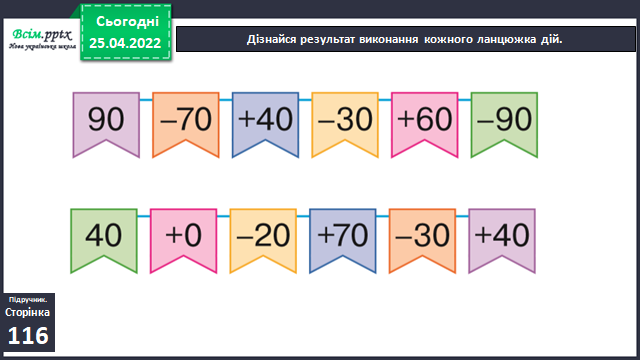 Всім.pptx
Нова українська школа
Сьогодні
25.04.2022
Дізнайся результат виконання кожного ланцюжка дій.
90 –70 +40 –30 +60 –90
40 +0 –20 +70 –30 +40
Підручник.
Сторінка
116